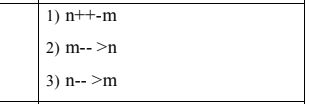 1) n++-m
2) m-- >n
3) n-- >m